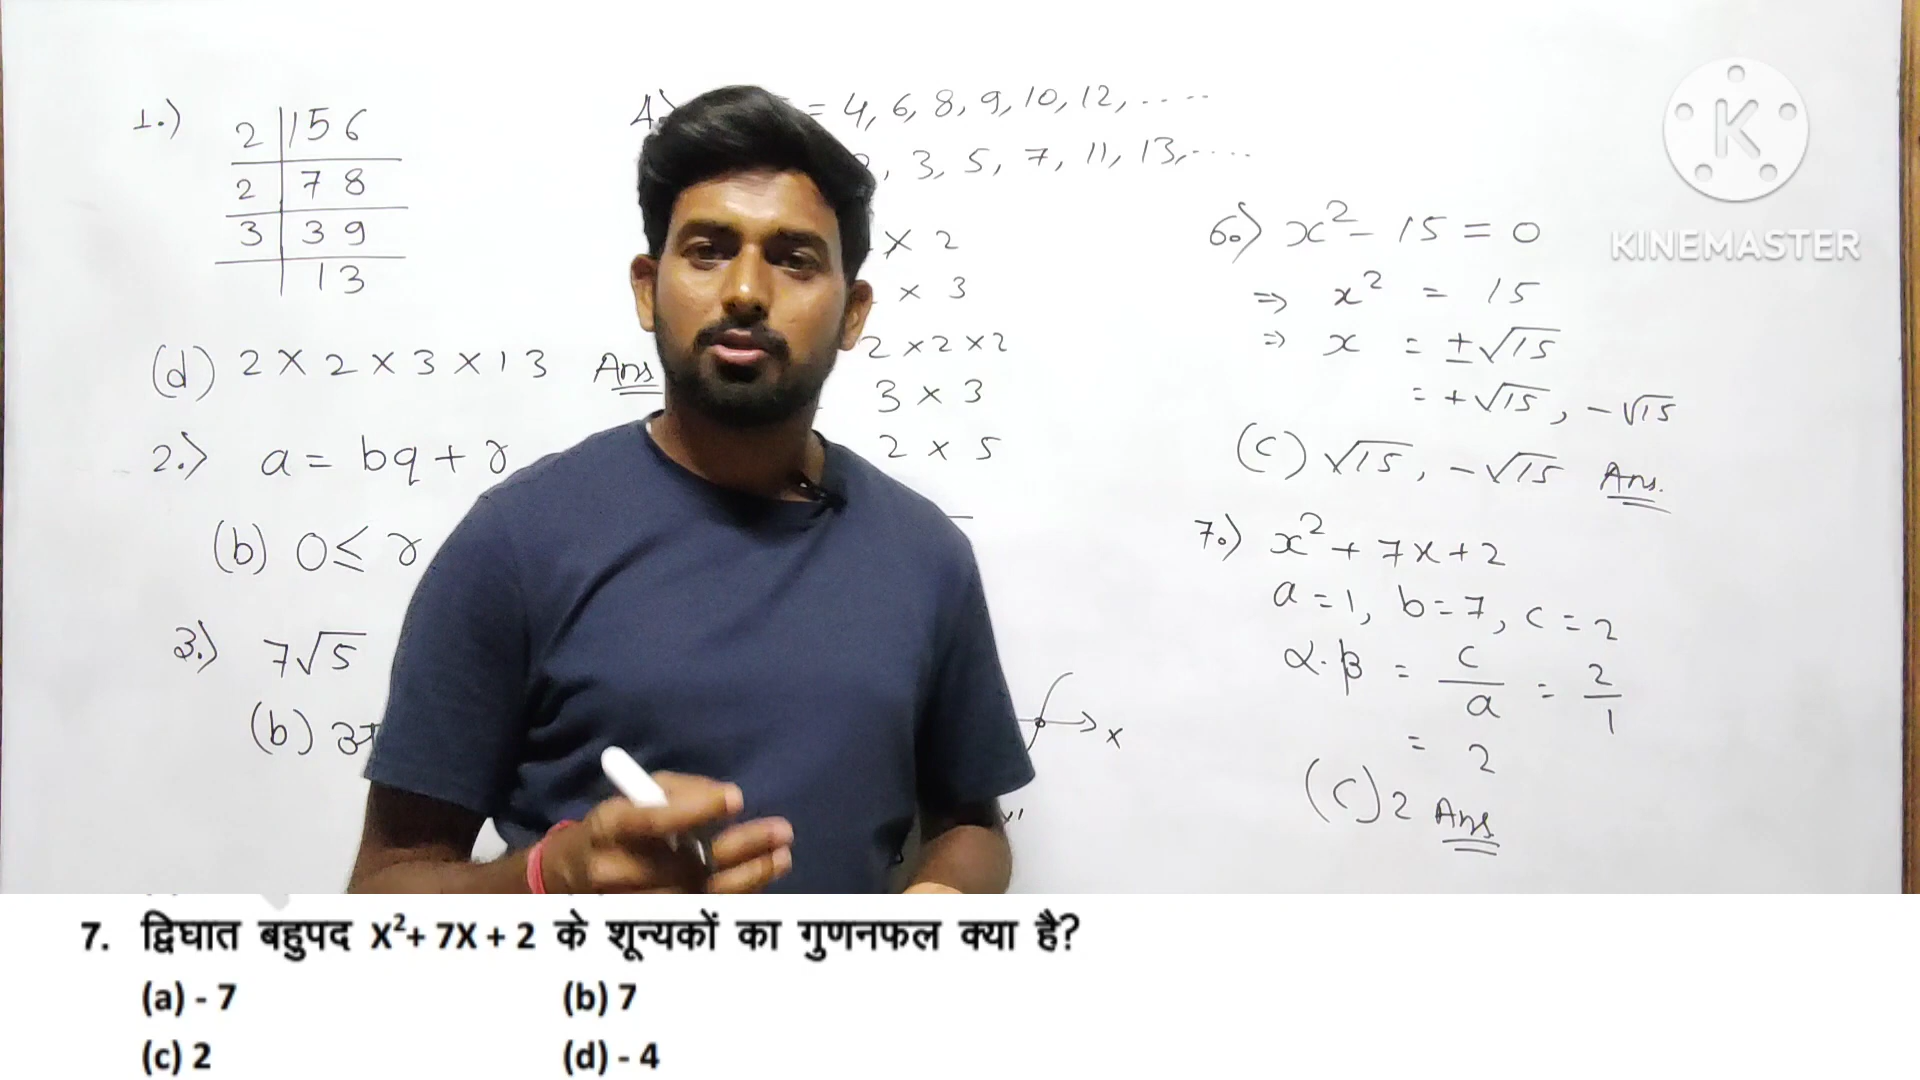 1.) 2 | 156
2 | 78
3 | 39
13
(d) 2 × 2 × 3 × 13 Ans
2.) a = bq + r
(b) 0 ≤ r
3.) 7√5
(b)
4.) = 4, 6, 8, 9, 10, 12, ....
, 3, 5, 7, 11, 13, ....
× 2
× 3
2 × 2 × 2
3 × 3
2 × 5
x
6.) x² - 15 = 0
⇒ x² = 15
⇒ x = ±√15
= +√15, -√15
(c) √15, -√15 Ans.
7.) x² + 7x + 2
a = 1, b = 7, c = 2
α.β = c/a = 2/1
= 2
(c) 2 Ans
K
KINEMASTER
7. द्विघात बहुपद X²+ 7X + 2 के शून्यकों का गुणनफल क्या है?
(a) - 7 (b) 7
(c) 2 (d) - 4